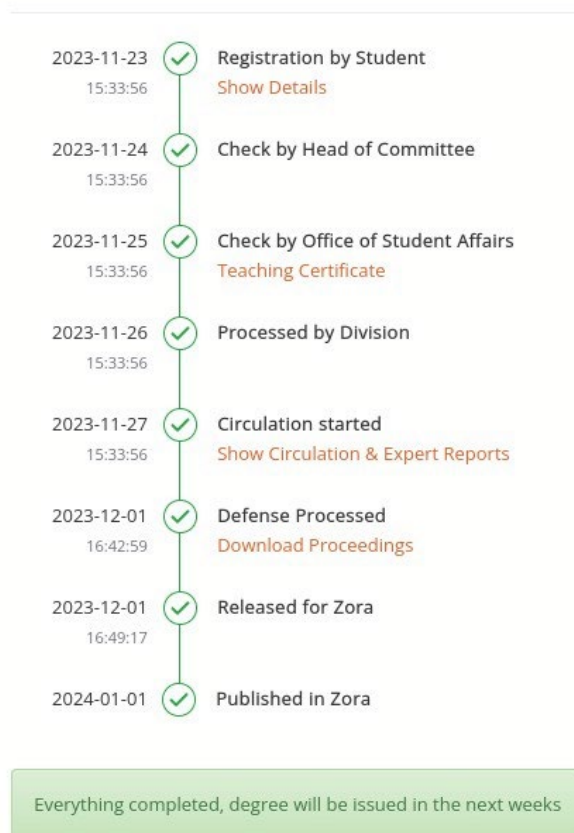 2023-11-23 Registration by Student
15:33:56 Show Details
2023-11-24 Check by Head of Committee
15:33:56
2023-11-25 Check by Office of Student Affairs
15:33:56 Teaching Certificate
2023-11-26 Processed by Division
15:33:56
2023-11-27 Circulation started
15:33:56 Show Circulation & Expert Reports
2023-12-01 Defense Processed
16:42:59 Download Proceedings
2023-12-01 Released for Zora
16:49:17
2024-01-01 Published in Zora
Everything completed, degree will be issued in the next weeks